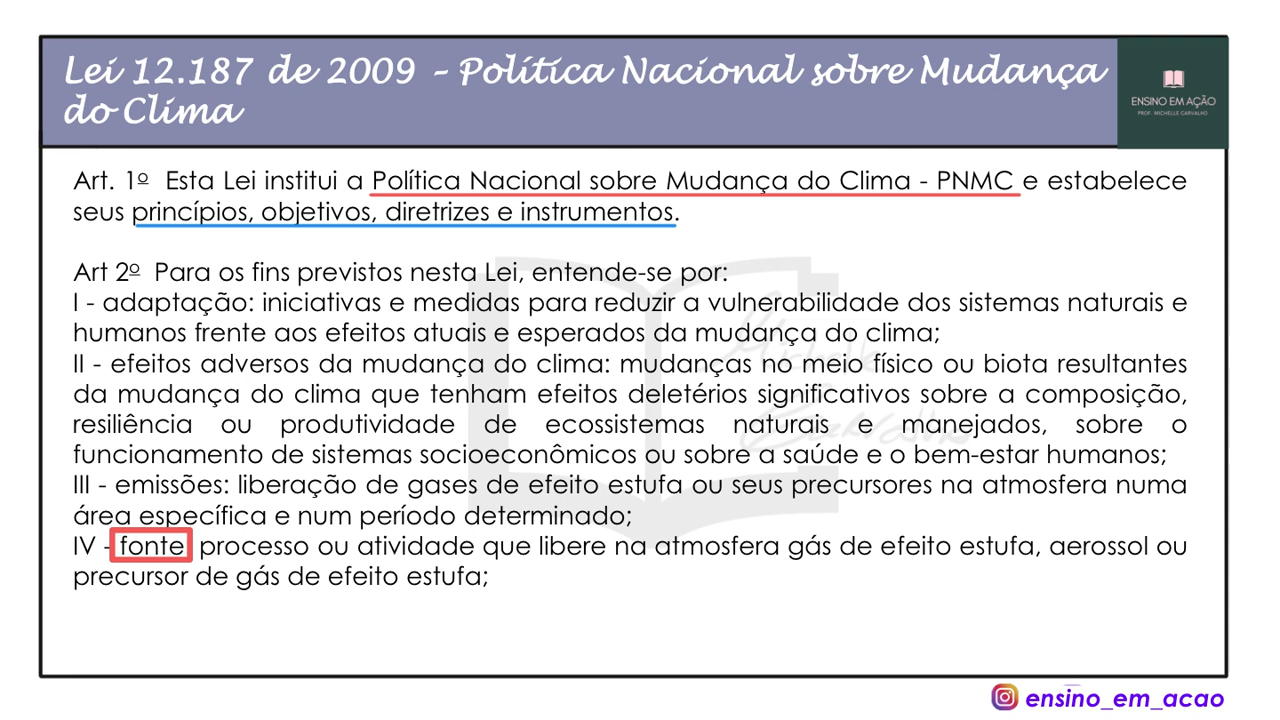 Lei 12.187 de 2009 – Política Nacional sobre Mudança
do Clima
ENSINO EM AÇÃO
PROF. MICHELLE CARVALHO
Art. 1º Esta Lei institui a Política Nacional sobre Mudança do Clima - PNMC e estabelece
seus princípios, objetivos, diretrizes e instrumentos.
Art 2º Para os fins previstos nesta Lei, entende-se por:
I - adaptação: iniciativas e medidas para reduzir a vulnerabilidade dos sistemas naturais e
humanos frente aos efeitos atuais e esperados da mudança do clima;
II - efeitos adversos da mudança do clima: mudanças no meio físico ou biota resultantes
da mudança do clima que tenham efeitos deletérios significativos sobre a composição,
resiliência ou produtividade de ecossistemas naturais e manejados, sobre o
funcionamento de sistemas socioeconômicos ou sobre a saúde e o bem-estar humanos;
III - emissões: liberação de gases de efeito estufa ou seus precursores na atmosfera numa
área específica e num período determinado;
IV - fonte processo ou atividade que libere na atmosfera gás de efeito estufa, aerossol ou
precursor de gás de efeito estufa;
Michelle
Carvalho
ensino_em_acao